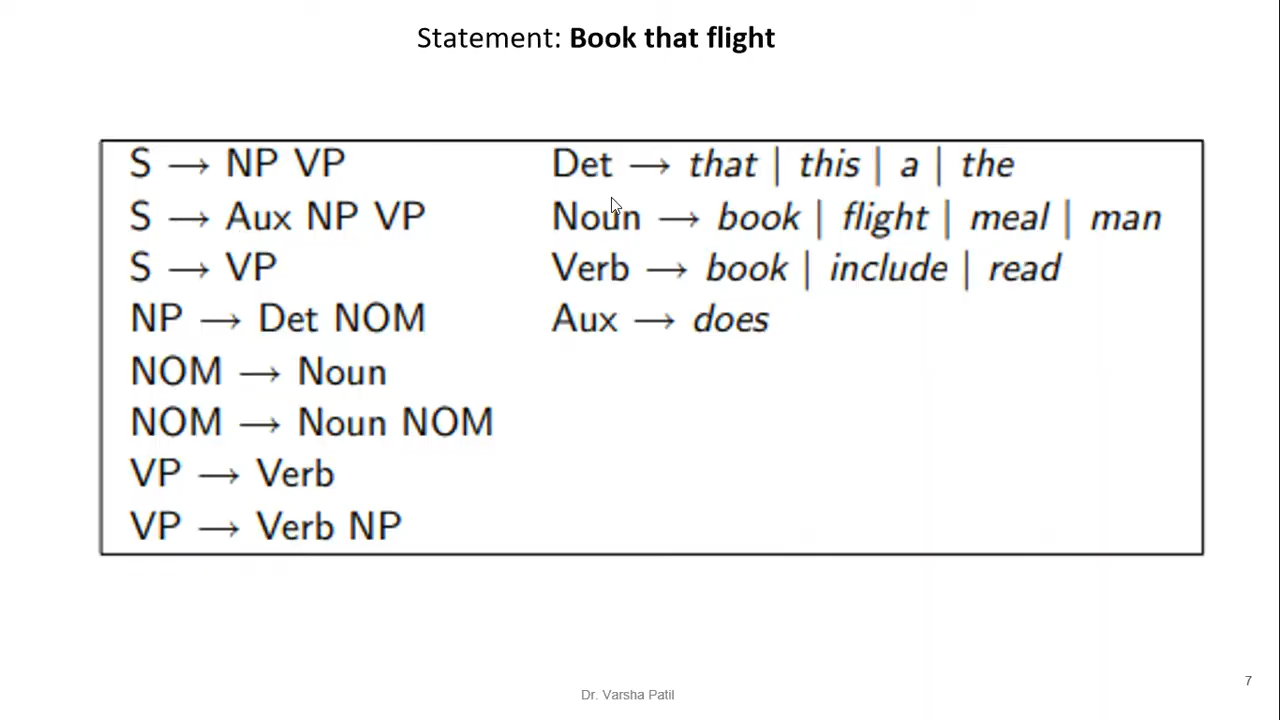 Statement: Book that flight
S → NP VP
S → Aux NP VP
S → VP
NP → Det NOM
NOM → Noun
NOM → Noun NOM
VP → Verb
VP → Verb NP
Det → that | this | a | the
Noun → book | flight | meal | man
Verb → book | include | read
Aux → does
Dr. Varsha Patil
7